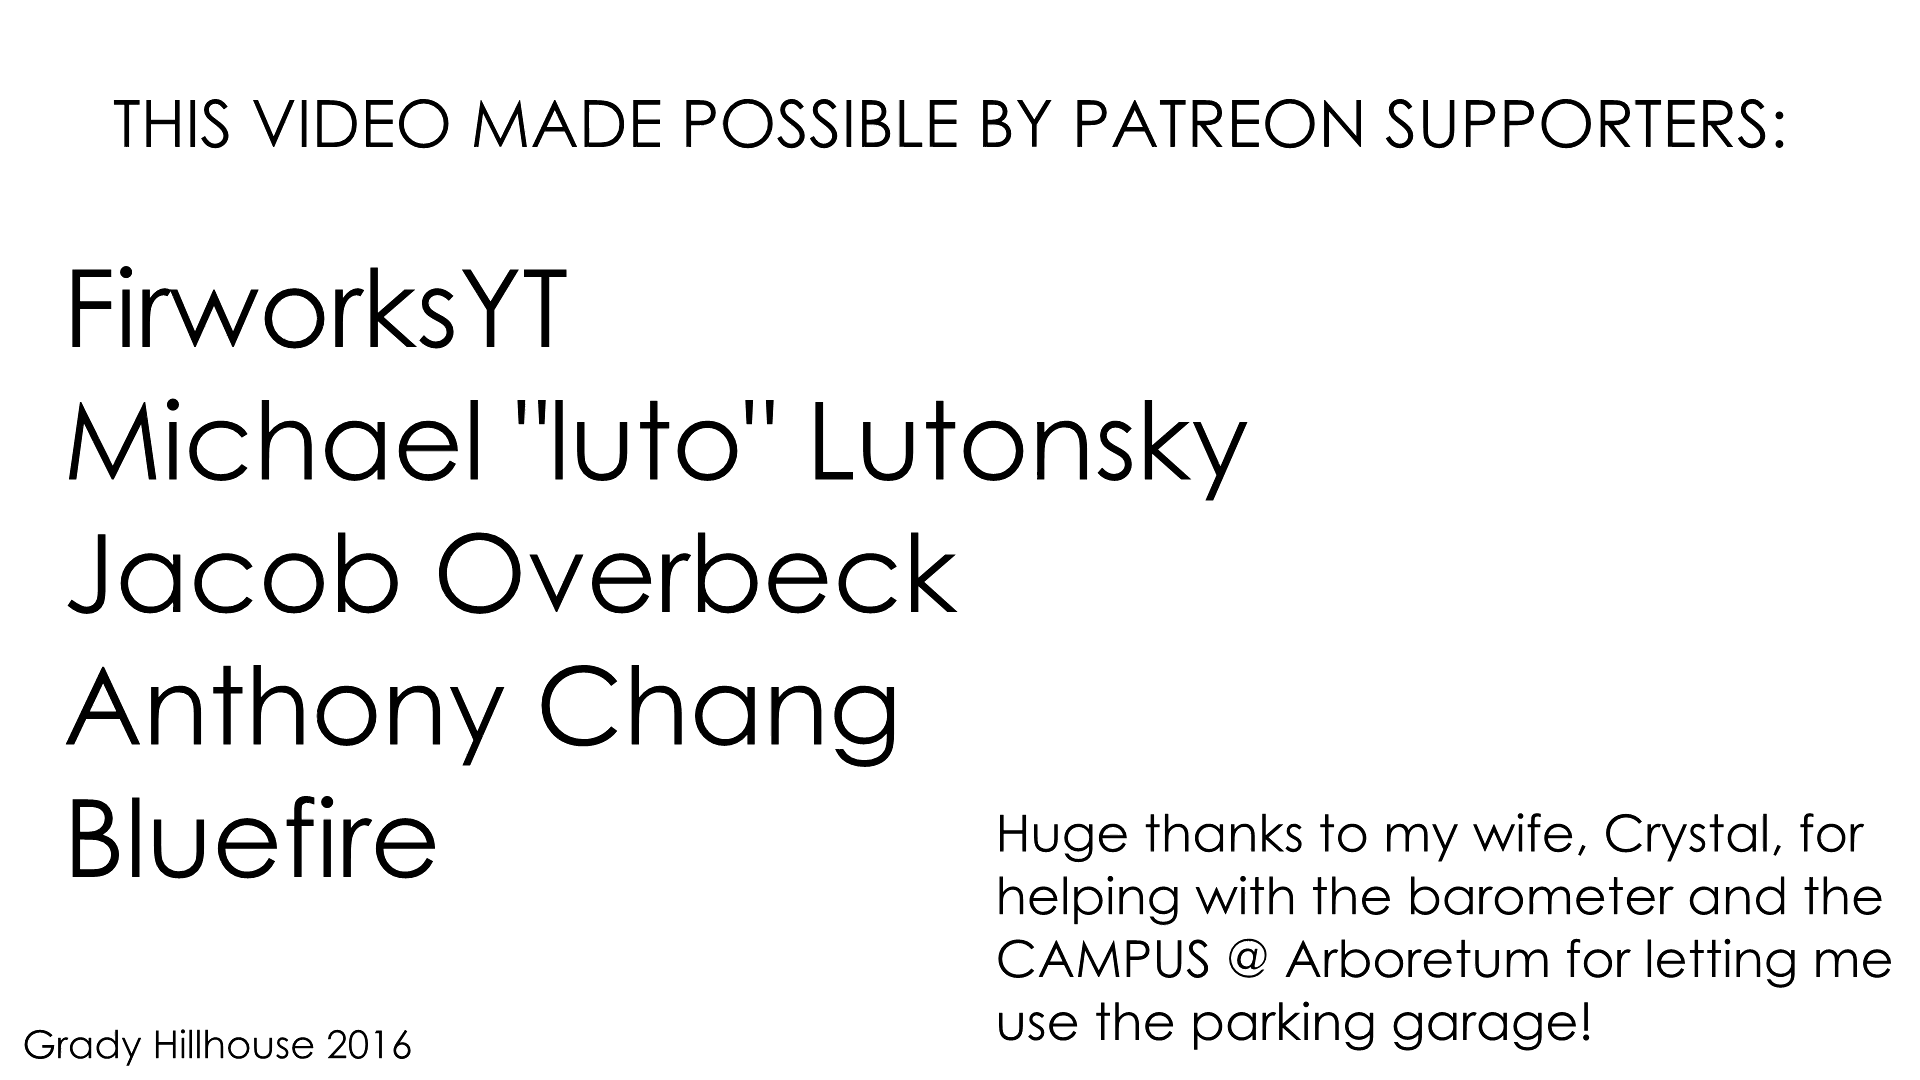 THIS VIDEO MADE POSSIBLE BY PATREON SUPPORTERS:
FirworksYT
Michael "luto" Lutonsky
Jacob Overbeck
Anthony Chang
Bluefire
Huge thanks to my wife, Crystal, for
helping with the barometer and the
CAMPUS @ Arboretum for letting me
use the parking garage!
Grady Hillhouse 2016